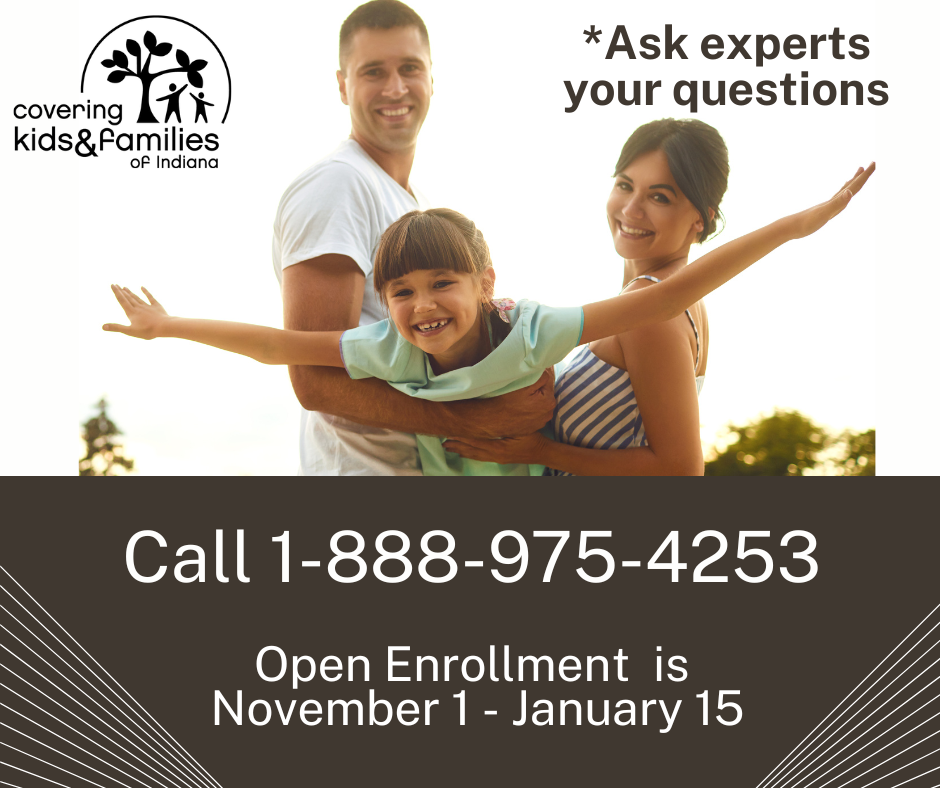 covering
kids&families
of Indiana
*Ask experts
your questions
Call 1-888-975-4253
Open Enrollment is
November 1 - January 15